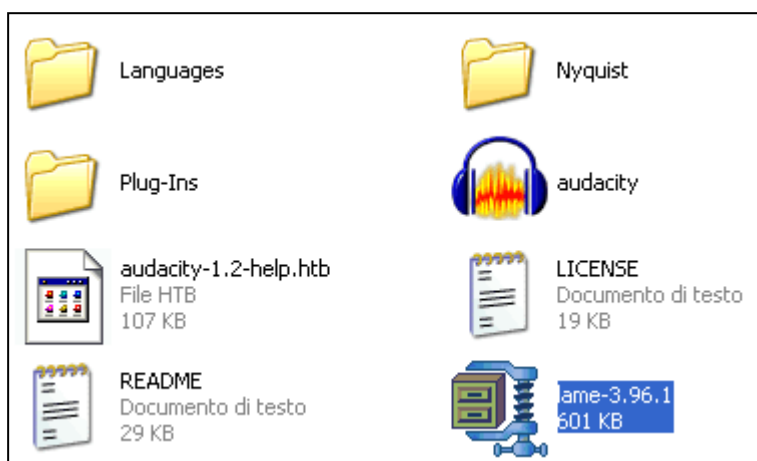 Languages
Nyquist
Plug-Ins
audacity
audacity-1.2-help.htb
File HTB
107 KB
LICENSE
Documento di testo
19 KB
README
Documento di testo
29 KB
lame-3.96.1
601 KB